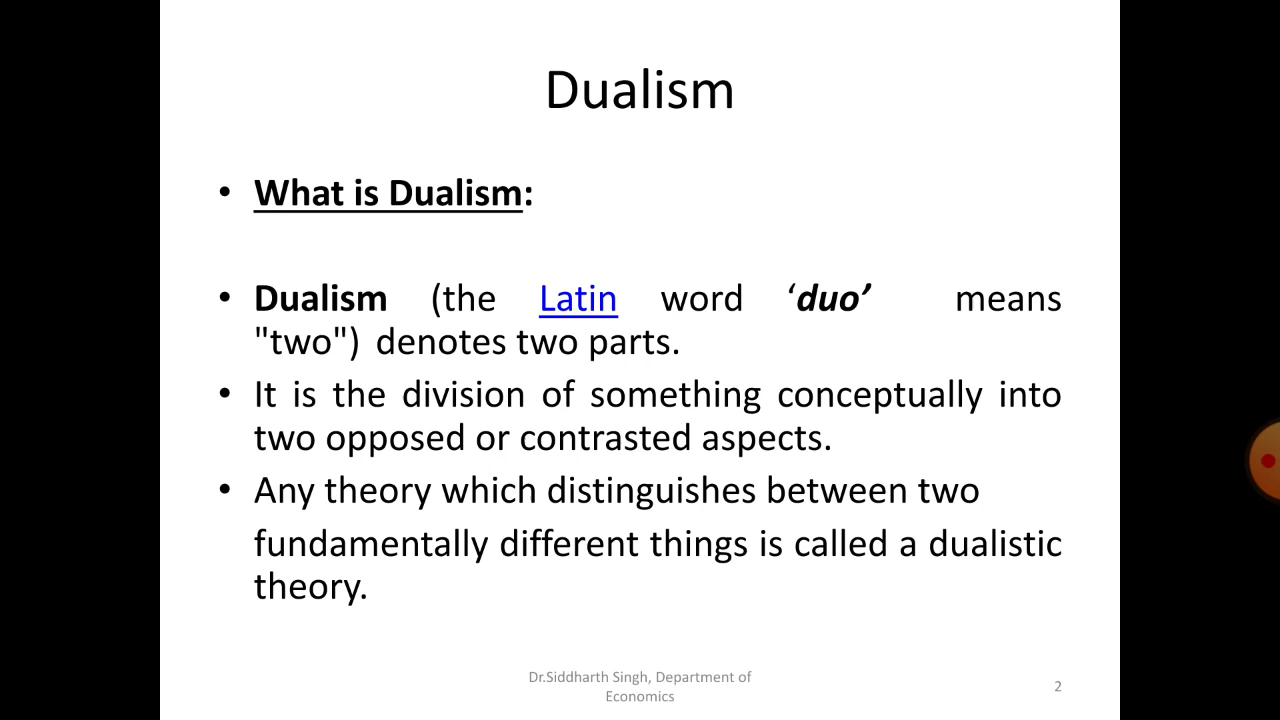 Dualism
• What is Dualism:
• Dualism (the Latin word ‘duo’ means
"two") denotes two parts.
• It is the division of something conceptually into
two opposed or contrasted aspects.
• Any theory which distinguishes between two
fundamentally different things is called a dualistic
theory.
Dr.Siddharth Singh, Department of
Economics
2